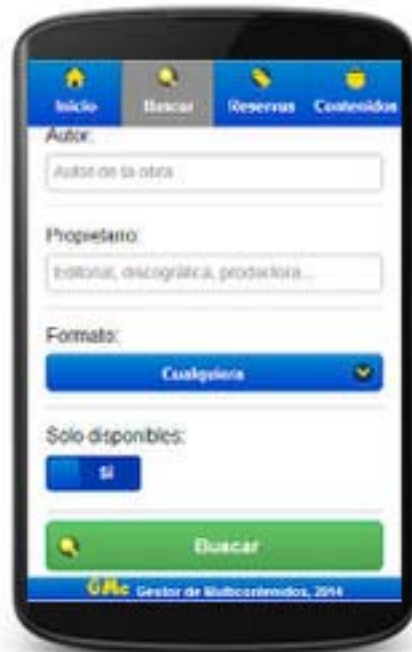 Inicio Buscar Reservas Contenidos
Autor:
Autor de la obra
Propietario:
Editorial, discográfica, productora...
Formato:
Cualquiera
Solo disponibles:
Sí
Buscar
GMc Gestor de Multicontenidos, 2014